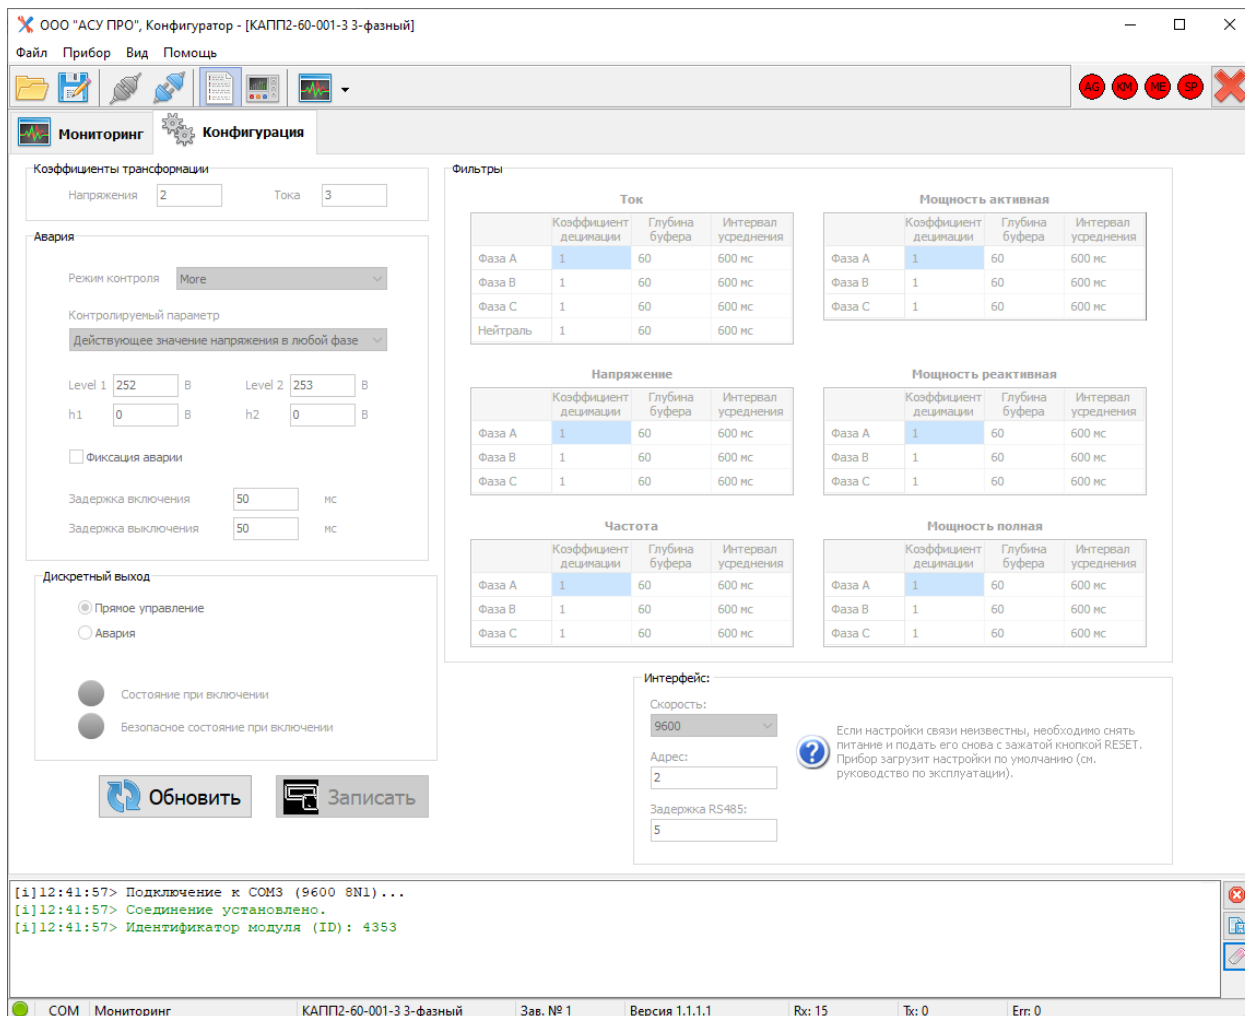 ООО "АСУ ПРО", Конфигуратор - [КАПП2-60-001-3 3-фазный]
Файл Прибор Вид Помощь
AG KM ME SP
Мониторинг Конфигурация
Коэффициенты трансформации
Напряжения 2 Тока 3
Авария
Режим контроля More
Контролируемый параметр
Действующее значение напряжения в любой фазе
Level 1 252 В Level 2 253 В
h1 0 В h2 0 В
Фиксация аварии
Задержка включения 50 мс
Задержка выключения 50 мс
Дискретный выход
Прямое управление
Авария
Состояние при включении
Безопасное состояние при включении
Обновить Записать
Фильтры
Ток
Коэффициент децимации Глубина буфера Интервал усреднения
Фаза A 1 60 600 мс
Фаза B 1 60 600 мс
Фаза C 1 60 600 мс
Нейтраль 1 60 600 мс
Мощность активная
Коэффициент децимации Глубина буфера Интервал усреднения
Фаза A 1 60 600 мс
Фаза B 1 60 600 мс
Фаза C 1 60 600 мс
Напряжение
Коэффициент децимации Глубина буфера Интервал усреднения
Фаза A 1 60 600 мс
Фаза B 1 60 600 мс
Фаза C 1 60 600 мс
Мощность реактивная
Коэффициент децимации Глубина буфера Интервал усреднения
Фаза A 1 60 600 мс
Фаза B 1 60 600 мс
Фаза C 1 60 600 мс
Частота
Коэффициент децимации Глубина буфера Интервал усреднения
Фаза A 1 60 600 мс
Фаза B 1 60 600 мс
Фаза C 1 60 600 мс
Мощность полная
Коэффициент децимации Глубина буфера Интервал усреднения
Фаза A 1 60 600 мс
Фаза B 1 60 600 мс
Фаза C 1 60 600 мс
Интерфейс:
Скорость:
9600
Адрес:
2
Задержка RS485:
5
Если настройки связи неизвестны, необходимо снять
питание и подать его снова с зажатой кнопкой RESET.
Прибор загрузит настройки по умолчанию (см.
руководство по эксплуатации).
[i]12:41:57> Подключение к COM3 (9600 8N1)...
[i]12:41:57> Соединение установлено.
[i]12:41:57> Идентификатор модуля (ID): 4353
COM Мониторинг КАПП2-60-001-3 3-фазный Зав. № 1 Версия 1.1.1.1 Rx: 15 Tx: 0 Err: 0